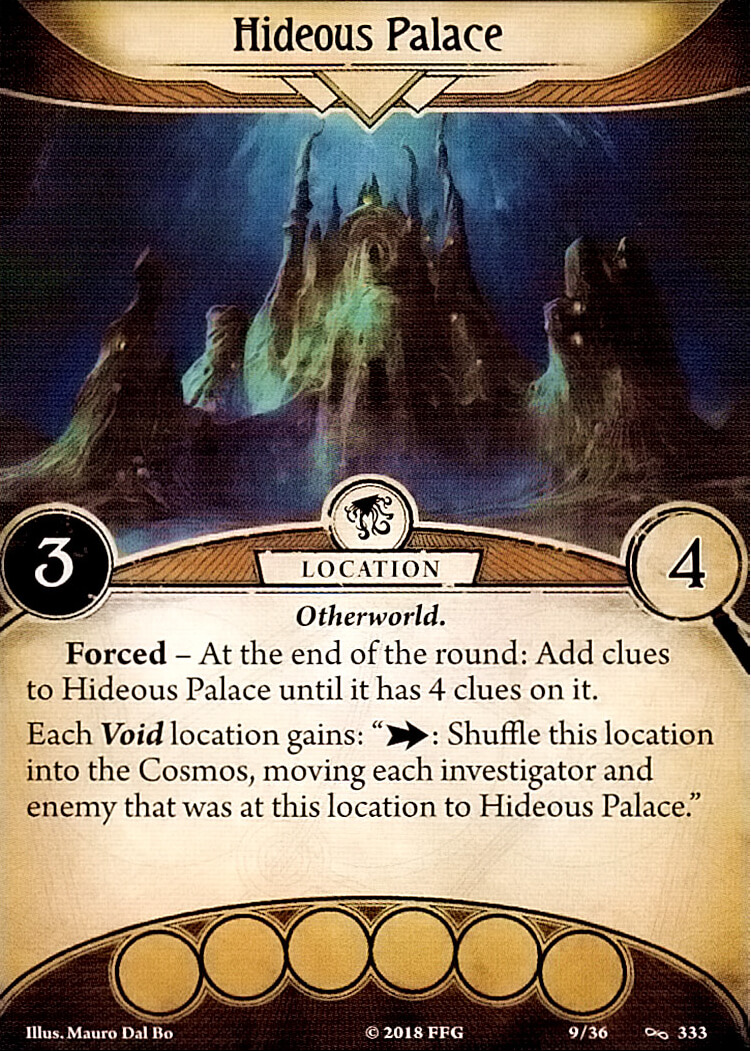 Hideous Palace
3
LOCATION
4
Otherworld.
Forced – At the end of the round: Add clues
to Hideous Palace until it has 4 clues on it.
Each Void location gains: “➨: Shuffle this location
into the Cosmos, moving each investigator and
enemy that was at this location to Hideous Palace.”
Illus. Mauro Dal Bo © 2018 FFG 9/36 333